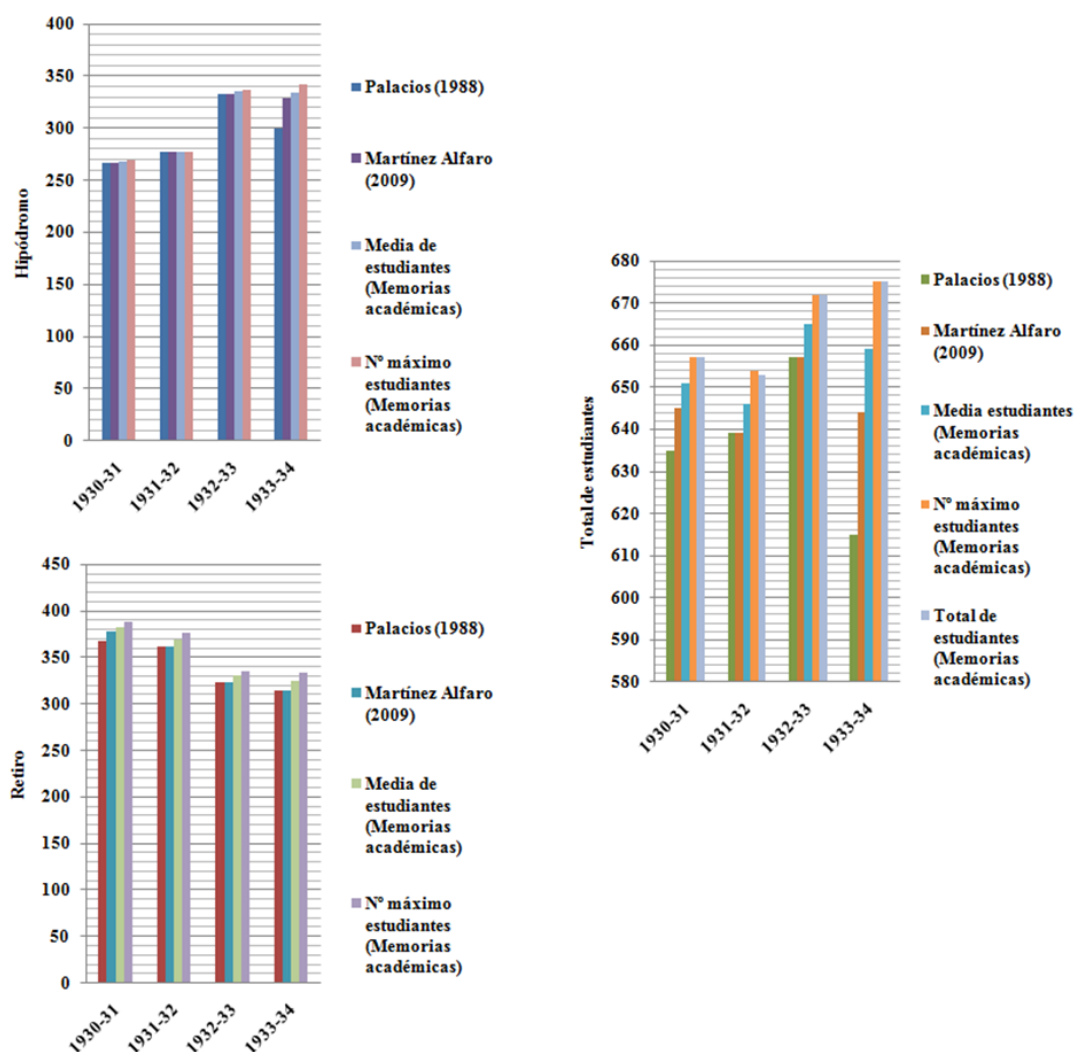 400
350
300
250
200
150
100
50
0
Hipódromo
1930-31
1931-32
1932-33
1933-34
Palacios (1988)
Martínez Alfaro
(2009)
Media de
estudiantes
(Memorias
académicas)
Nº máximo
estudiantes
(Memorias
académicas)
450
400
350
300
250
200
150
100
50
0
Retiro
1930-31
1931-32
1932-33
1933-34
Palacios (1988)
Martínez Alfaro
(2009)
Media de
estudiantes
(Memorias
académicas)
Nº máximo
estudiantes
(Memorias
académicas)
680
670
660
650
640
630
620
610
600
590
580
Total de estudiantes
1930-31
1931-32
1932-33
1933-34
Palacios (1988)
Martínez Alfaro
(2009)
Media estudiantes
(Memorias
académicas)
Nº máximo
estudiantes
(Memorias
académicas)
Total de
estudiantes
(Memorias
académicas)